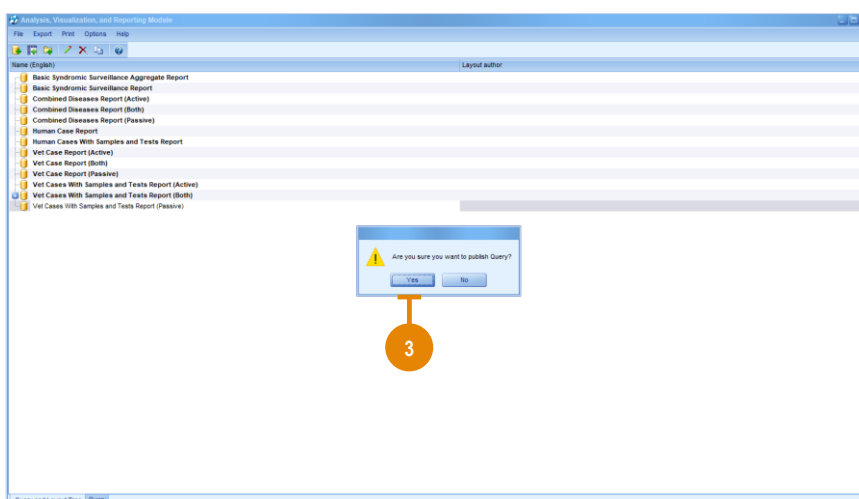 Analysis, Visualization, and Reporting Module
File Export Print Options Help
Name (English) Layout author
Basic Syndromic Surveillance Aggregate Report
Basic Syndromic Surveillance Report
Combined Diseases Report (Active)
Combined Diseases Report (Both)
Combined Diseases Report (Passive)
Human Case Report
Human Cases With Samples and Tests Report
Vet Case Report (Active)
Vet Case Report (Both)
Vet Case Report (Passive)
Vet Cases With Samples and Tests Report (Active)
Vet Cases With Samples and Tests Report (Both)
Vet Cases With Samples and Tests Report (Passive)
Are you sure you want to publish Query?
Yes No
3